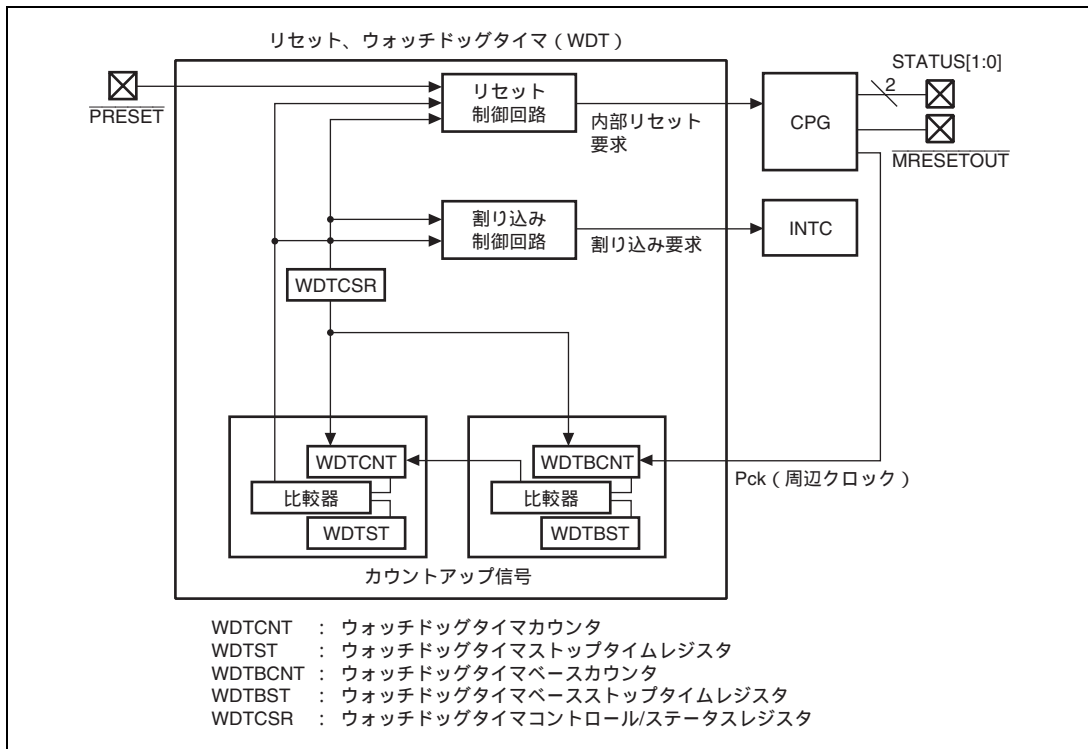 リセット、ウォッチドッグタイマ(WDT)
STATUS[1:0]
PRESET
リセット
制御回路
内部リセット
要求
CPG
2
MRESETOUT
割り込み
制御回路
割り込み要求
INTC
WDTCSR
WDTCNT
比較器
WDTST
WDTBCNT
比較器
WDTBST
Pck(周辺クロック)
カウントアップ信号
WDTCNT : ウォッチドッグタイマカウンタ
WDTST : ウォッチドッグタイマストップタイムレジスタ
WDTBCNT : ウォッチドッグタイマベースカウンタ
WDTBST : ウォッチドッグタイマベースストップタイムレジスタ
WDTCSR : ウォッチドッグタイマコントロール/ステータスレジスタ